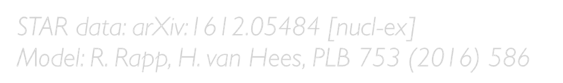 STAR data: arXiv:1612.05484 [nucl-ex]
Model: R. Rapp, H. van Hees, PLB 753 (2016) 586